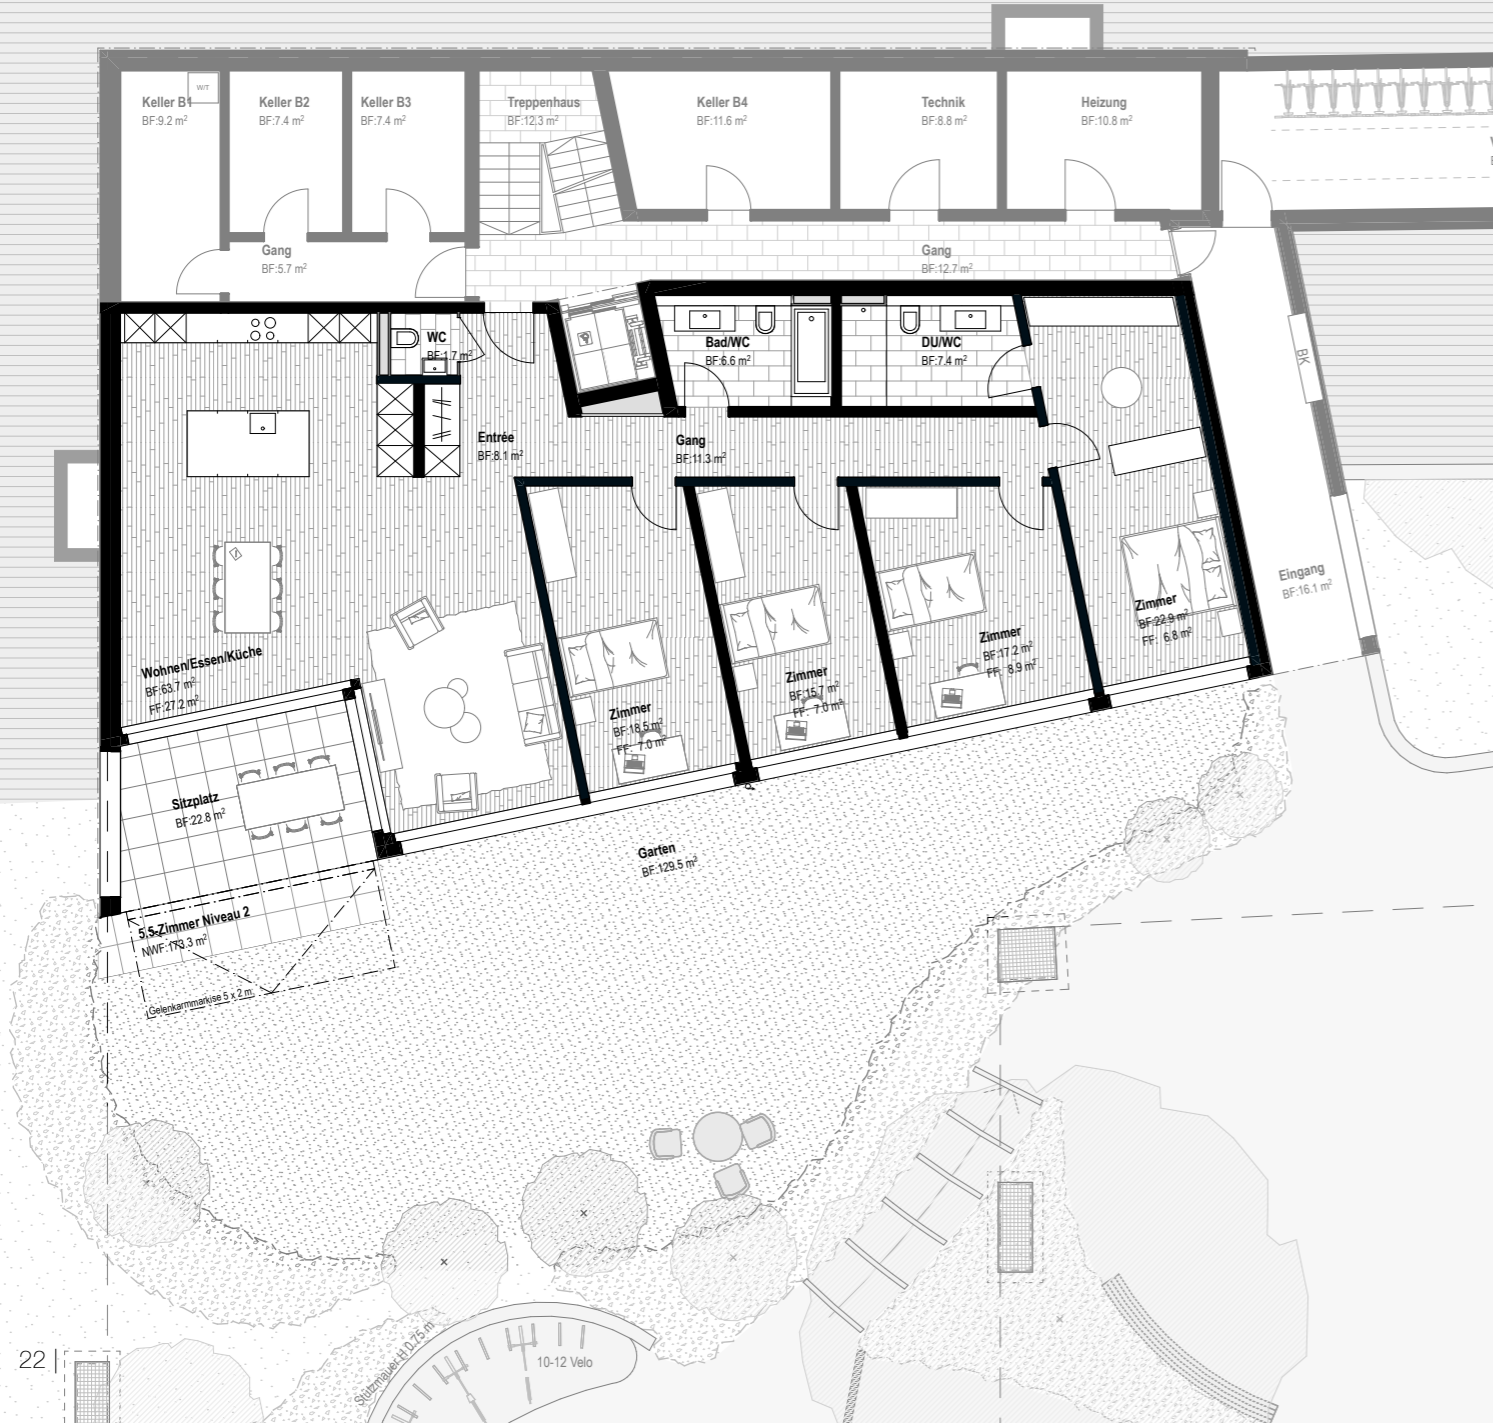 Keller B1
BF:9.2 m²
W/T
Keller B2
BF:7.4 m²
Keller B3
BF:7.4 m²
Treppenhaus
BF:12.3 m²
Keller B4
BF:11.6 m²
Technik
BF:8.8 m²
Heizung
BF:10.8 m²
Gang
BF:5.7 m²
Gang
BF:12.7 m²
WC
BF:1.7 m²
Bad/WC
BF:6.6 m²
DU/WC
BF:7.4 m²
BK
Entrée
BF:8.1 m²
Gang
BF:11.3 m²
Eingang
BF:16.1 m²
Zimmer
BF:22.9 m²
FF: 6.8 m²
Zimmer
BF:17.2 m²
FF: 8.9 m²
Wohnen/Essen/Küche
BF:63.7 m²
FF:27.2 m²
Zimmer
BF:15.7 m²
FF: 7.0 m²
Zimmer
BF:18.5 m²
FF: 7.0 m²
Sitzplatz
BF:22.8 m²
Garten
BF:129.5 m²
5.5-Zimmer Niveau 2
NWF:173.3 m²
Gelenkarmmarkise 5 x 2 m
Stützmauer H 0.75 m
10-12 Velo
22 |